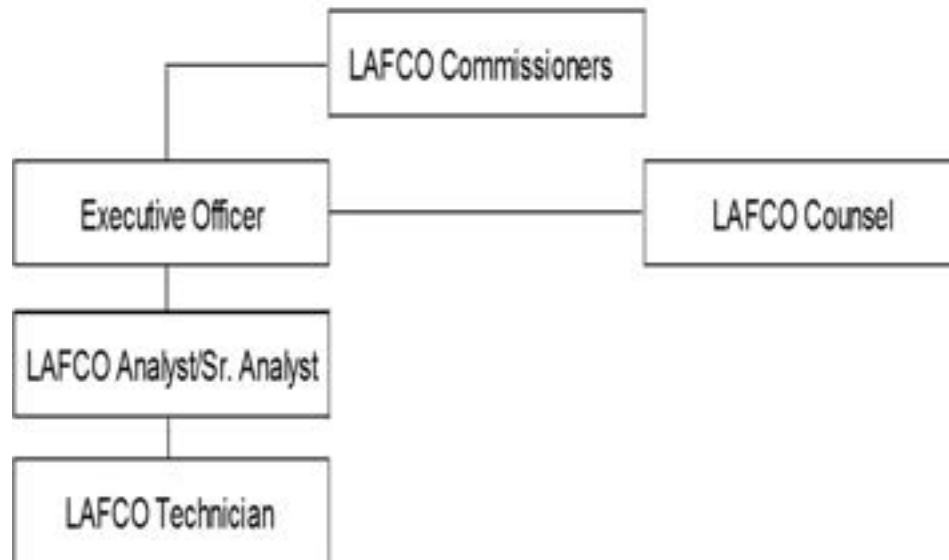 LAFCO Commissioners
Executive Officer
LAFCO Counsel
LAFCO Analyst/Sr. Analyst
LAFCO Technician